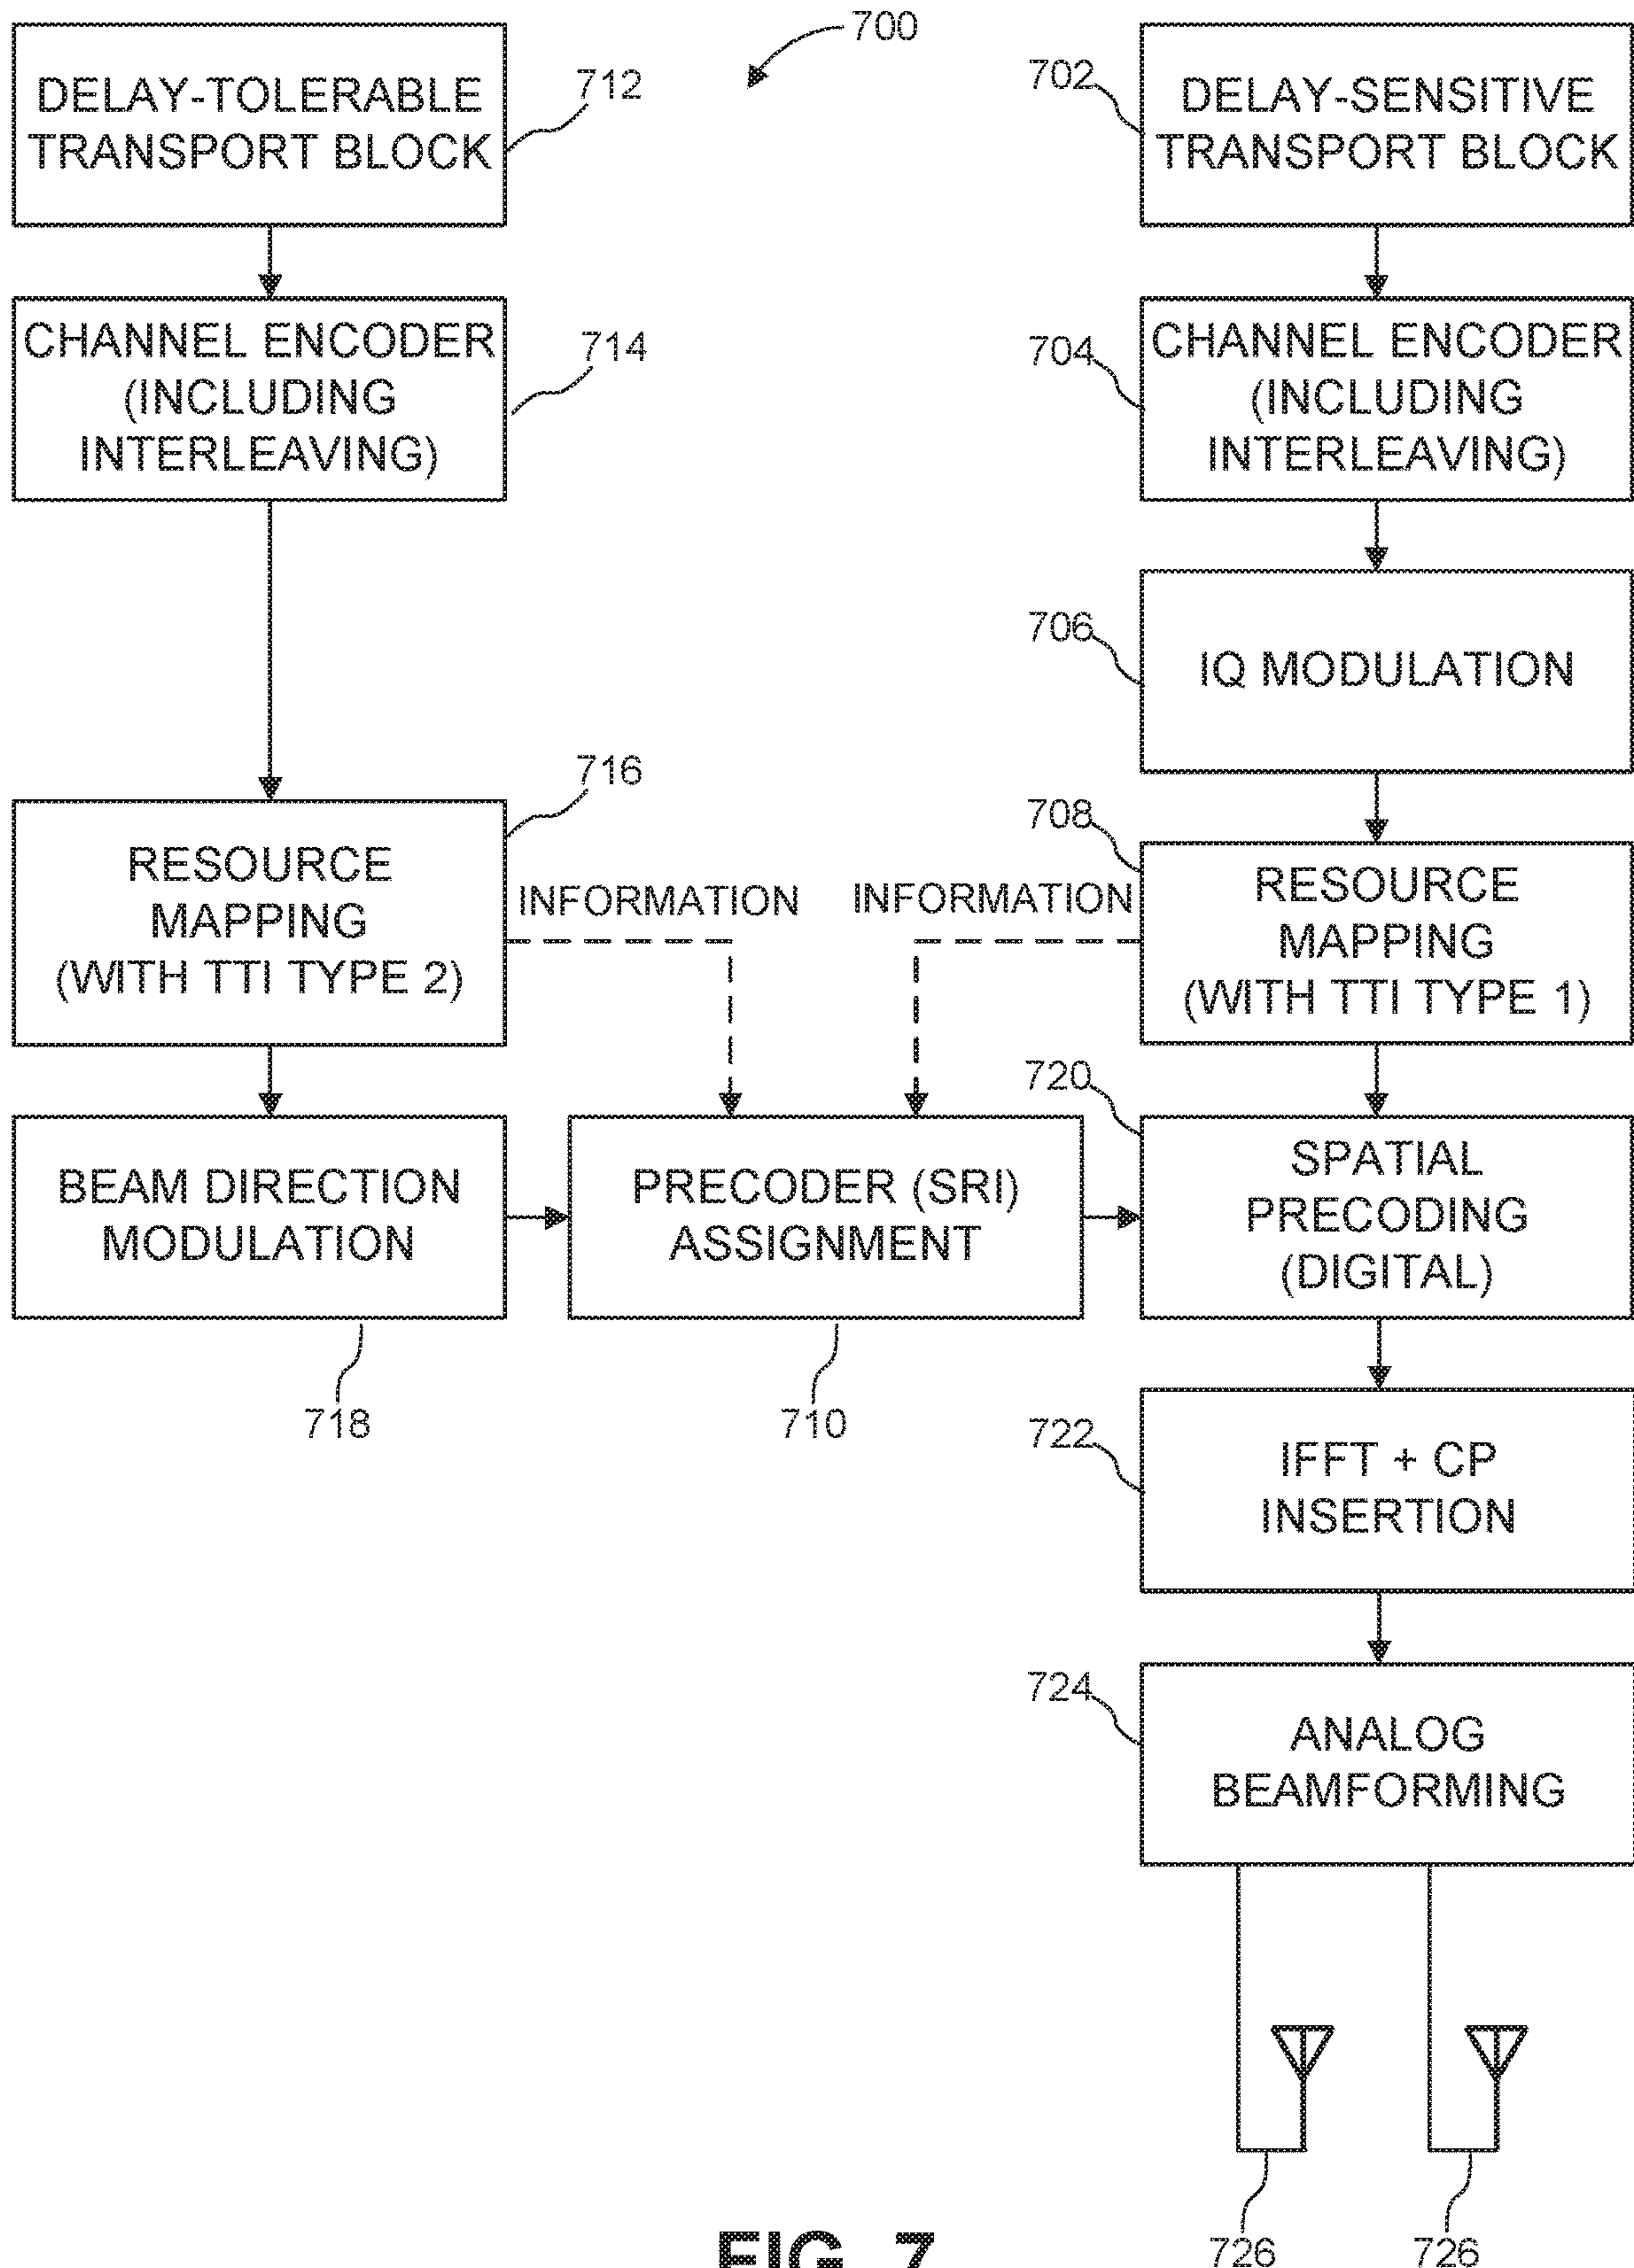 700
DELAY-TOLERABLE
TRANSPORT BLOCK
712
702
DELAY-SENSITIVE
TRANSPORT BLOCK
CHANNEL ENCODER
(INCLUDING
INTERLEAVING)
714
704
CHANNEL ENCODER
(INCLUDING
INTERLEAVING)
706
IQ MODULATION
716
RESOURCE
MAPPING
(WITH TTI TYPE 2)
INFORMATION
INFORMATION
708
RESOURCE
MAPPING
(WITH TTI TYPE 1)
BEAM DIRECTION
MODULATION
718
PRECODER (SRI)
ASSIGNMENT
710
720
SPATIAL
PRECODING
(DIGITAL)
722
IFFT + CP
INSERTION
724
ANALOG
BEAMFORMING
726
726
FIG. 7